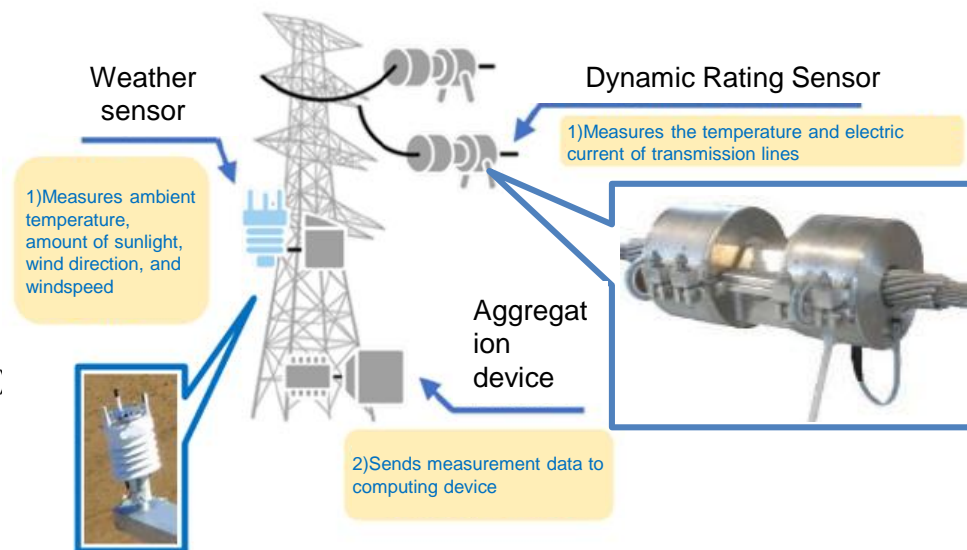 Weather
sensor
1)Measures ambient
temperature,
amount of sunlight,
wind direction, and
windspeed
Dynamic Rating Sensor
1)Measures the temperature and electric
current of transmission lines
Aggregat
ion
device
2)Sends measurement data to
computing device
)